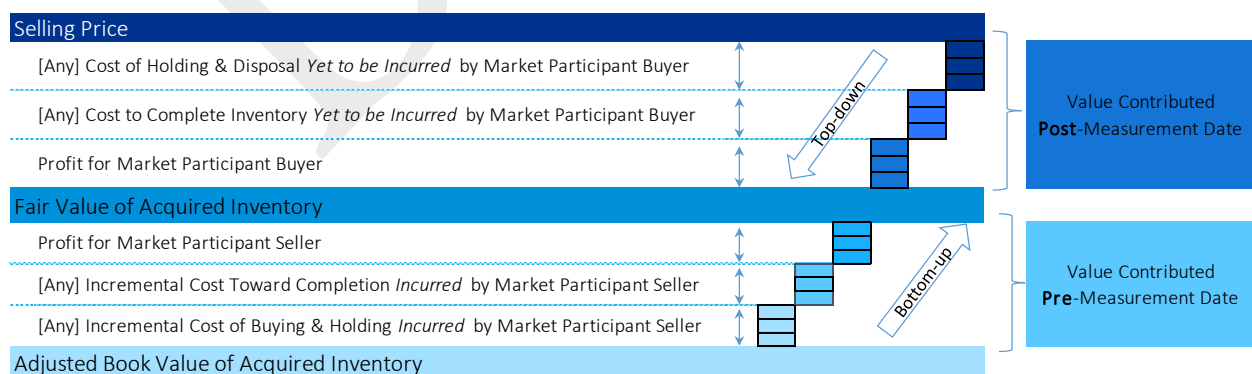 Selling Price
[Any] Cost of Holding & Disposal Yet to be Incurred by Market Participant Buyer
[Any] Cost to Complete Inventory Yet to be Incurred by Market Participant Buyer
Profit for Market Participant Buyer
Top-down
Value Contributed
Post-Measurement Date
Fair Value of Acquired Inventory
Profit for Market Participant Seller
[Any] Incremental Cost Toward Completion Incurred by Market Participant Seller
[Any] Incremental Cost of Buying & Holding Incurred by Market Participant Seller
Bottom-up
Value Contributed
Pre-Measurement Date
Adjusted Book Value of Acquired Inventory